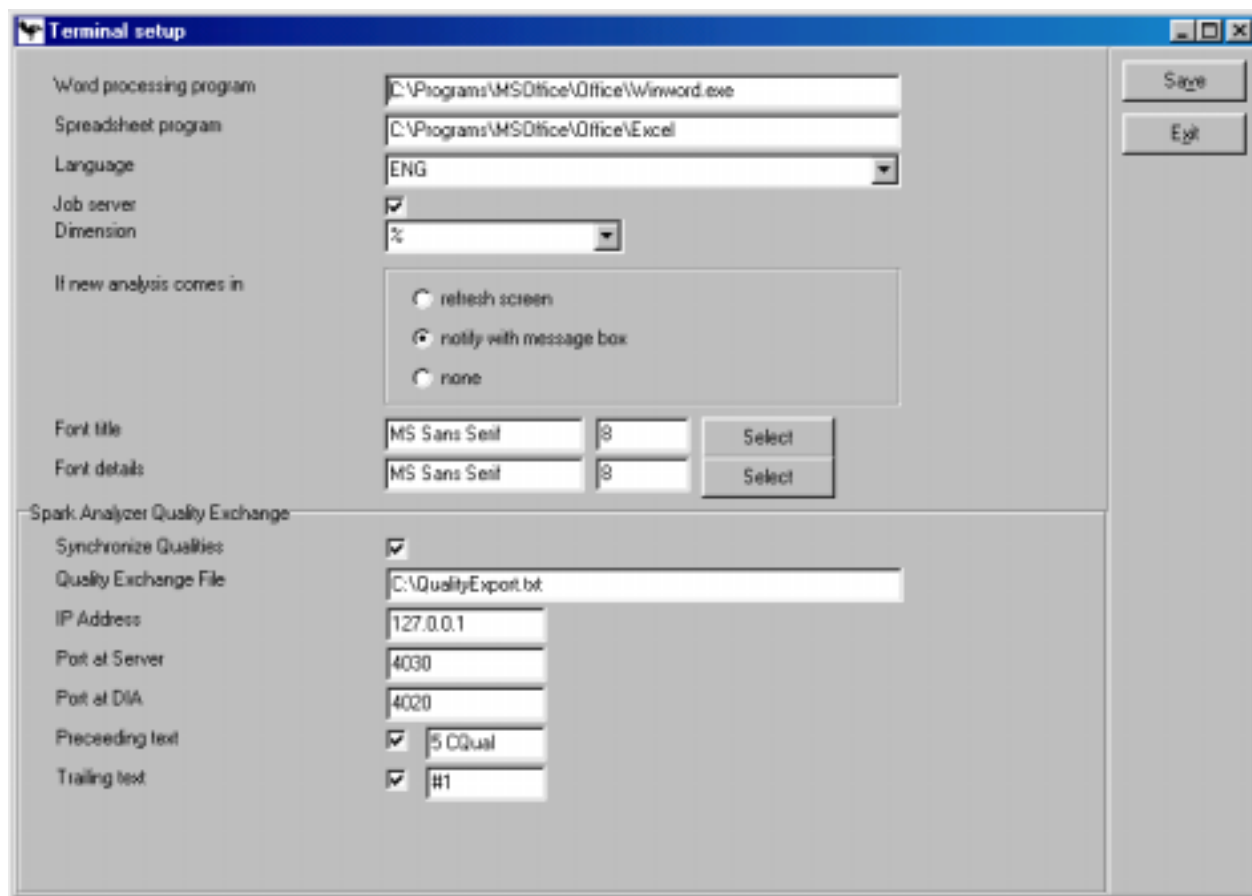 Terminal setup
Word processing program C:\Programs\MSOffice\Office\Winword.exe Save
Spreadsheet program C:\Programs\MSOffice\Office\Excel Exit
Language ENG
Job server
Dimension %
If new analysis comes in
refresh screen
notify with message box
none
Font title MS Sans Serif 8 Select
Font details MS Sans Serif 8 Select
Spark Analyzer Quality Exchange
Synchronize Qualities
Quality Exchange File C:\QualityExport.txt
IP Address 127.0.0.1
Port at Server 4030
Port at DIA 4020
Preceeding text 5 CQual
Trailing text #1